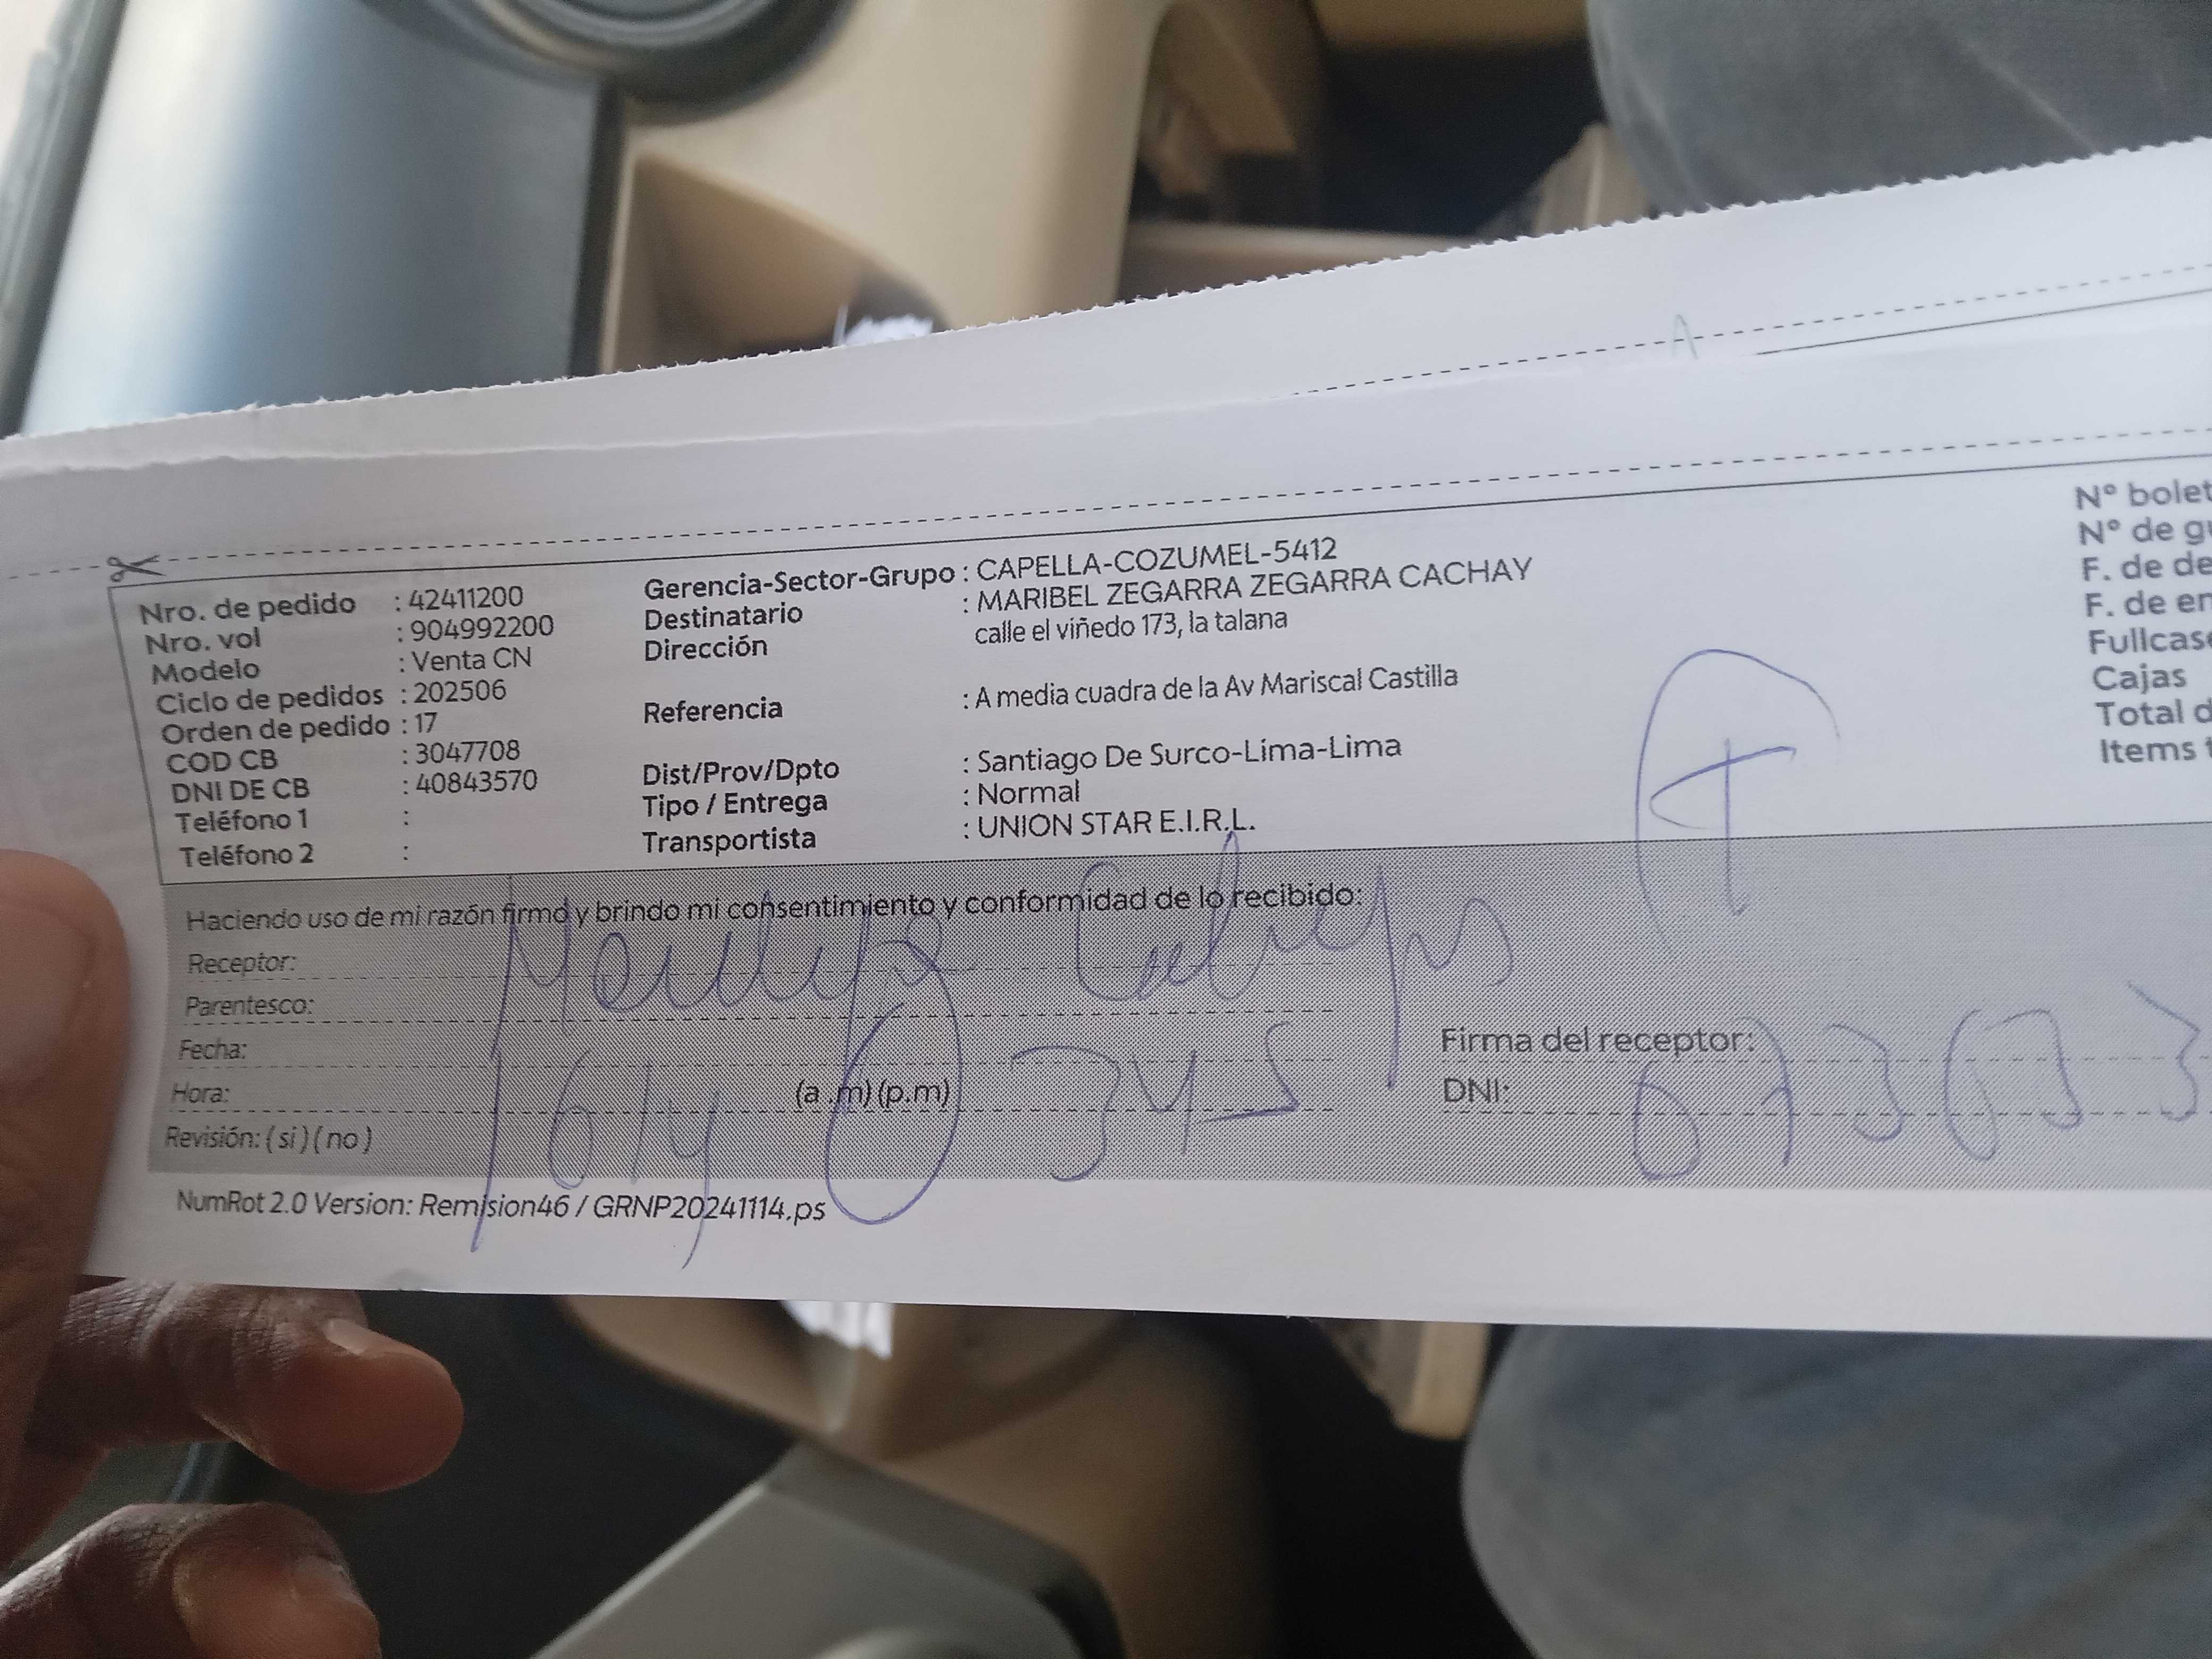 Nro. de pedido : 42411200
Nro. vol : 904992200
Modelo : Venta CN
Ciclo de pedidos : 202506
Orden de pedido : 17
COD CB : 3047708
DNI DE CB : 40843570
Teléfono 1 :
Teléfono 2 :
Gerencia-Sector-Grupo : CAPELLA-COZUMEL-5412
Destinatario : MARIBEL ZEGARRA ZEGARRA CACHAY
Dirección calle el viñedo 173, la talana
Referencia : A media cuadra de la Av Mariscal Castilla
Dist/Prov/Dpto : Santiago De Surco-Lima-Lima
Tipo / Entrega : Normal
Transportista : UNION STAR E.I.R.L.
N° bolet
N° de gu
F. de de
F. de en
Fullcase
Cajas
Total d
Items t
Haciendo uso de mi razón firmo y brindo mi consentimiento y conformidad de lo recibido:
Receptor:
Parentesco:
Fecha:
Hora: (a .m) (p.m)
Revisión: ( si ) ( no )
Firma del receptor:
DNI:
NumRot 2.0 Version: Remision46 / GRNP20241114.ps